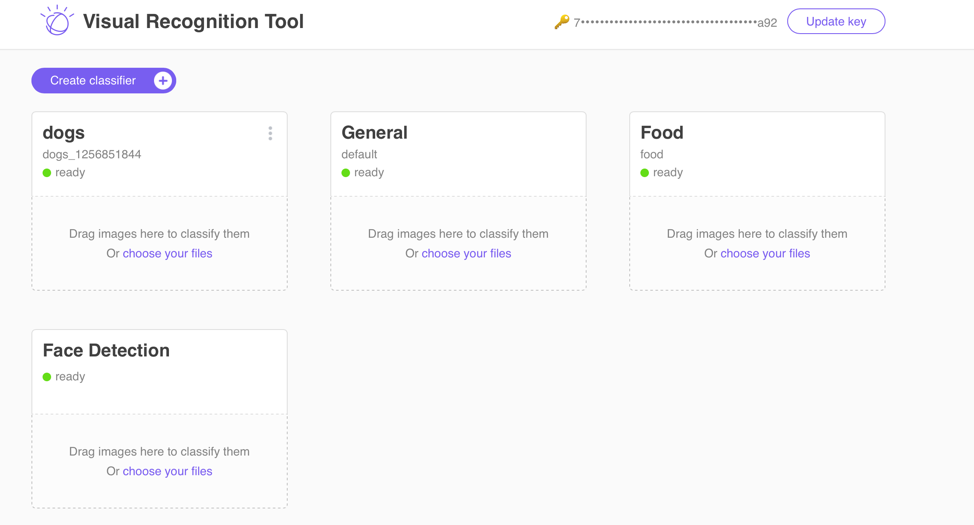 Visual Recognition Tool
7•••••••••••••••••••••••••••••••••••••a92
Update key
Create classifier
dogs
dogs_1256851844
ready
Drag images here to classify them
Or choose your files
General
default
ready
Drag images here to classify them
Or choose your files
Food
food
ready
Drag images here to classify them
Or choose your files
Face Detection
ready
Drag images here to classify them
Or choose your files